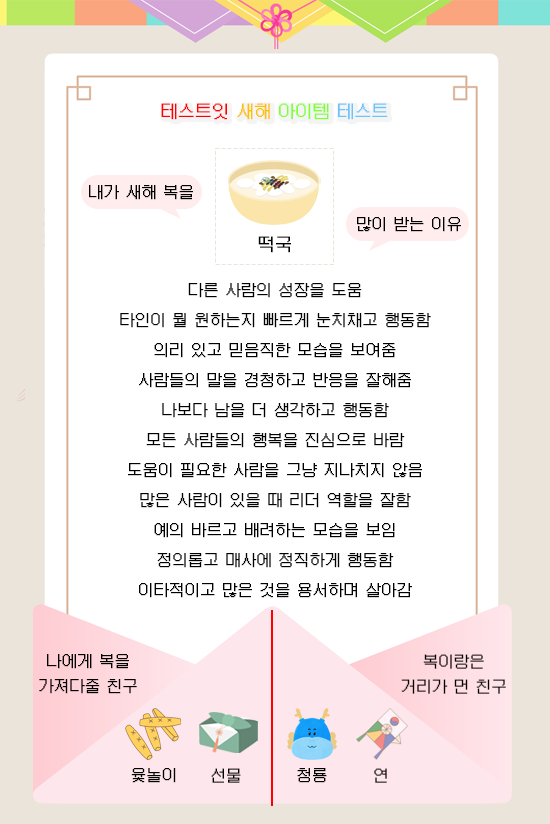 테스트잇 새해 아이템 테스트
내가 새해 복을
많이 받는 이유
떡국
다른 사람의 성장을 도움
타인이 뭘 원하는지 빠르게 눈치채고 행동함
의리 있고 믿음직한 모습을 보여줌
사람들의 말을 경청하고 반응을 잘해줌
나보다 남을 더 생각하고 행동함
모든 사람들의 행복을 진심으로 바람
도움이 필요한 사람을 그냥 지나치지 않음
많은 사람이 있을 때 리더 역할을 잘함
예의 바르고 배려하는 모습을 보임
정의롭고 매사에 정직하게 행동함
이타적이고 많은 것을 용서하며 살아감
나에게 복을
가져다줄 친구
윷놀이
선물
복이랑은
거리가 먼 친구
청룡
연